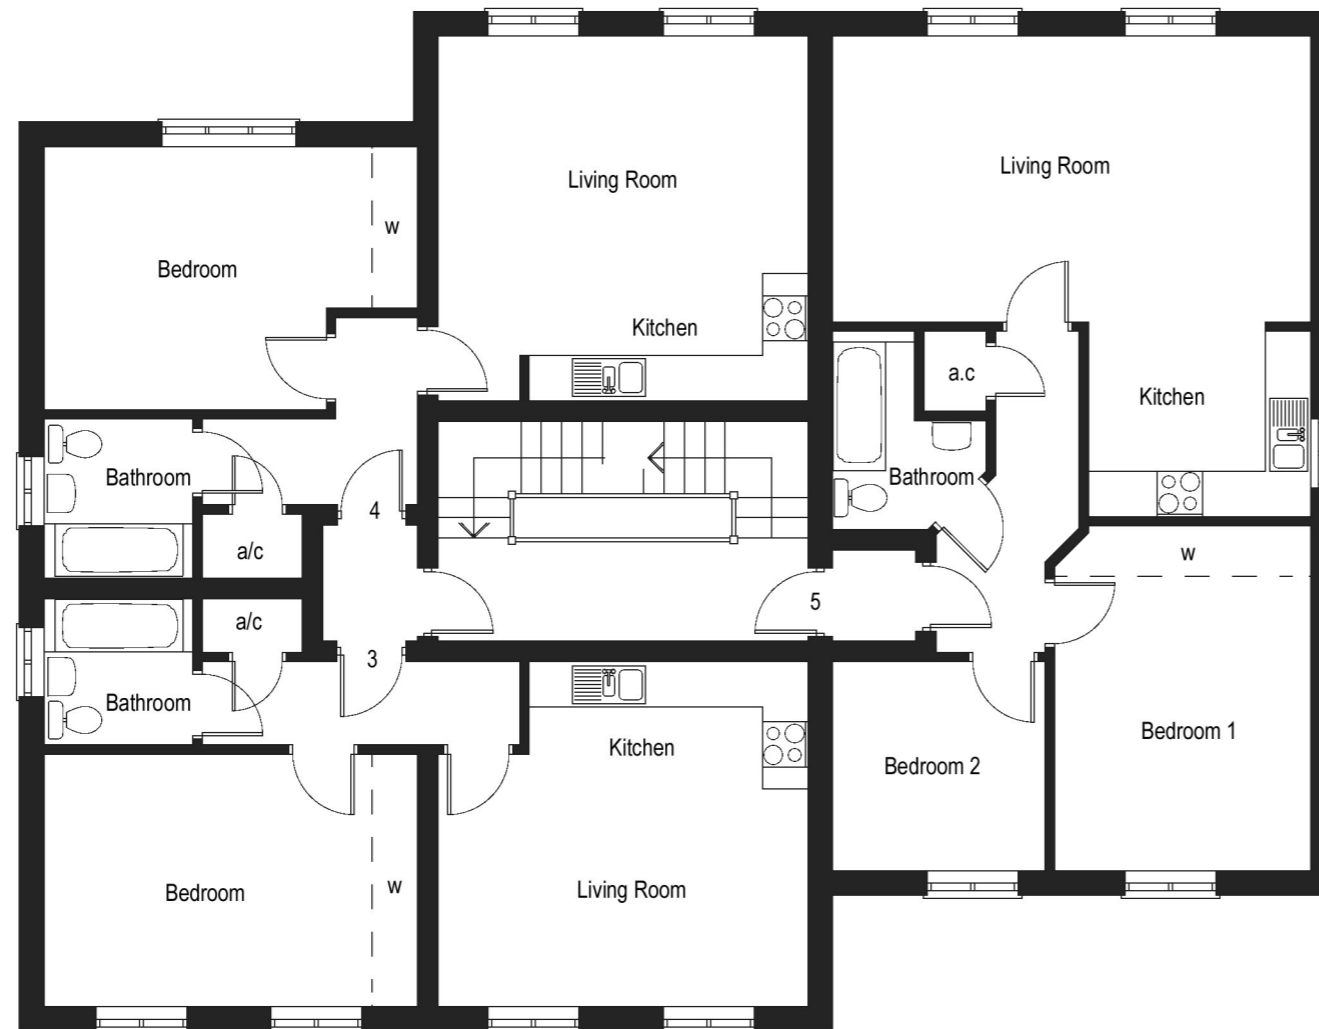 Living Room
Living Room
w
Bedroom
Kitchen
a.c
Kitchen
Bathroom
Bathroom
4
a/c
w
5
a/c
3
Bathroom
Kitchen
Bedroom 1
Bedroom 2
Bedroom
w
Living Room